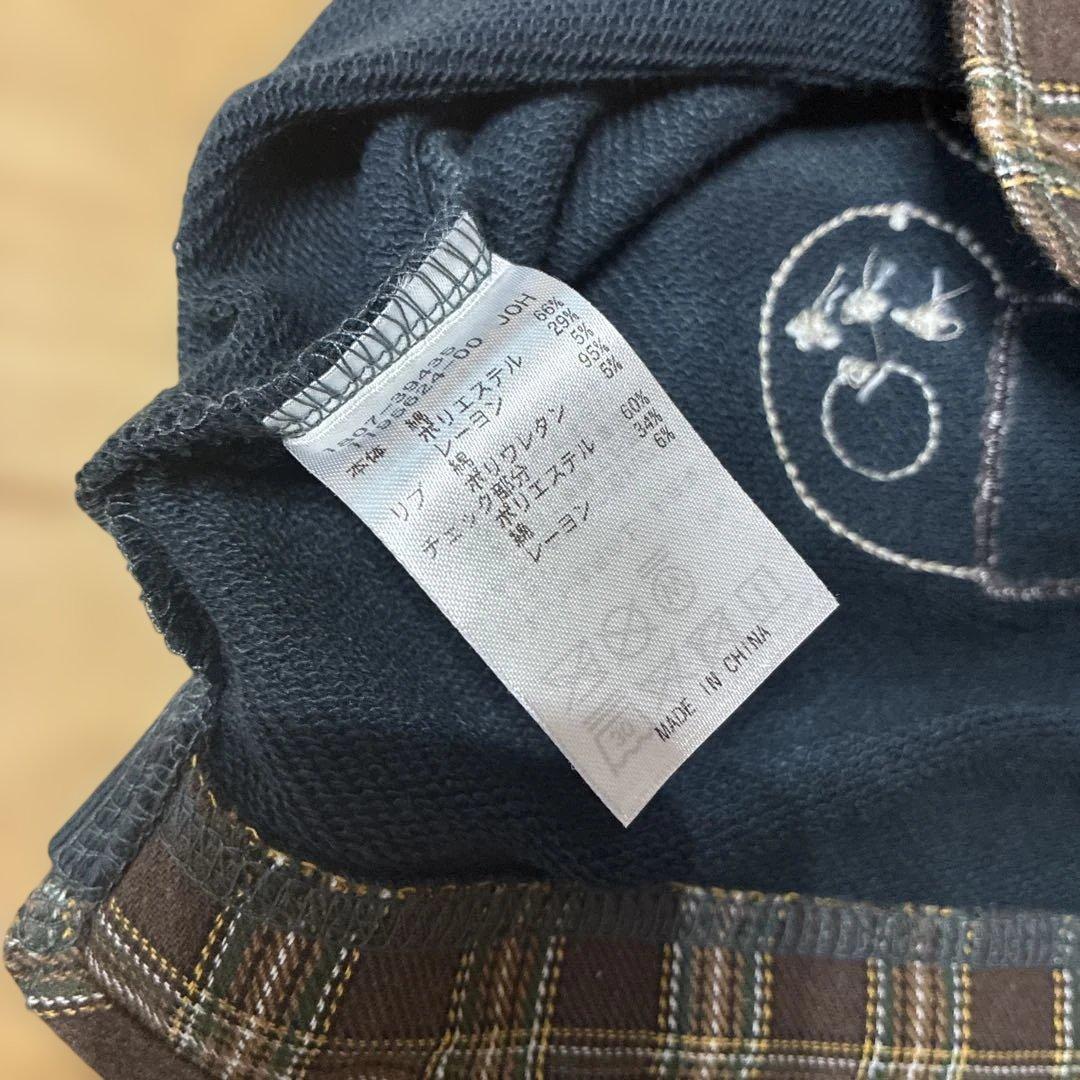 JOH
本体 綿 66%
ポリエステル 29%
レーヨン 5%
リブ 綿 95%
ポリウレタン 5%
チェック部分
ポリエステル 60%
綿 34%
レーヨン 6%
30
MADE IN CHINA